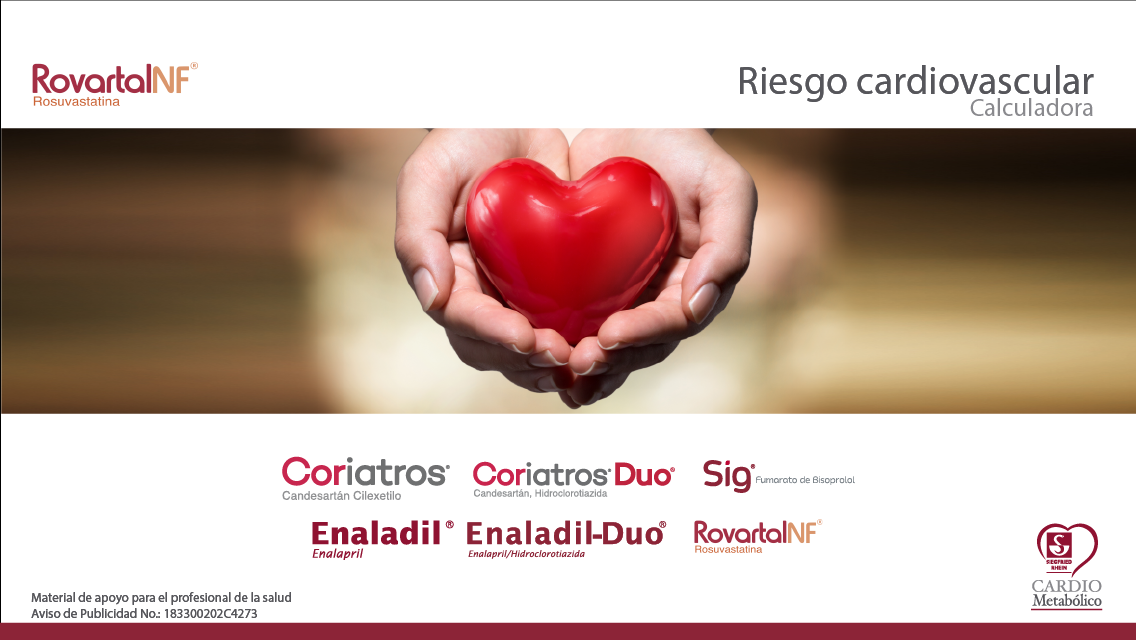 RovartalNF®
Rosuvastatina
Riesgo cardiovascular
Calculadora
Coriatros®
Candesartán Cilexetilo
Coriatros® Duo®
Candesartán, Hidroclorotiazida
Sig® Fumarato de Bisoprolol
Enaladil®
Enalapril
Enaladil-Duo®
Enalapril/Hidroclorotiazida
RovartalNF®
Rosuvastatina
S
SIEGFRIED
RHEIN
CARDIO
Metabólico
Material de apoyo para el profesional de la salud
Aviso de Publicidad No.: 183300202C4273